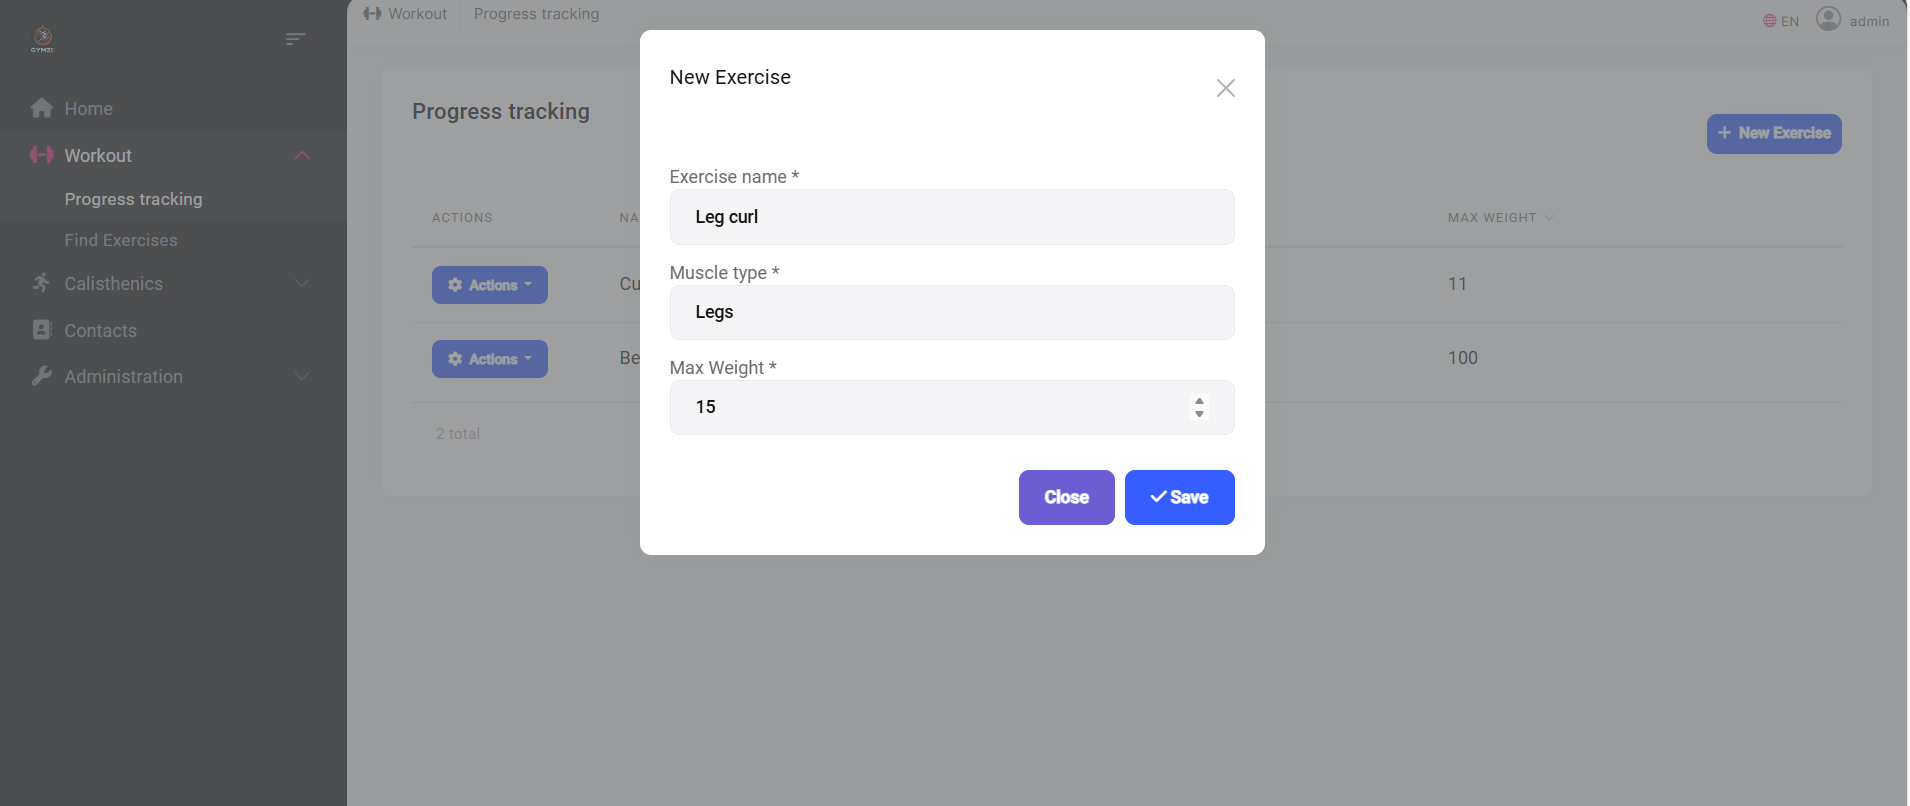 GYMZY
Workout
Progress tracking
EN
admin
Home
Workout
Progress tracking
Find Exercises
Calisthenics
Contacts
Administration
Progress tracking
+ New Exercise
ACTIONS
NA
MAX WEIGHT
Actions
Cu
11
Actions
Be
100
2 total
New Exercise
Exercise name *
Leg curl
Muscle type *
Legs
Max Weight *
15
Close
Save